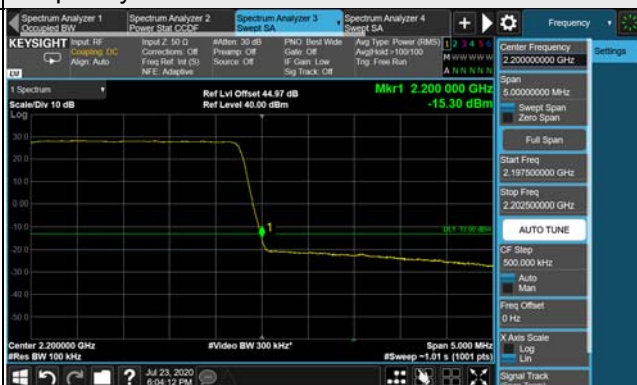 Spectrum Analyzer 1
Occupied BW
Spectrum Analyzer 2
Power Stat CCDF
Spectrum Analyzer 3
Swept SA
Spectrum Analyzer 4
Swept SA
Frequency
KEYSIGHT
Input: RF
Coupling: DC
Align: Auto
Input Z: 50 Ω
Corrections: Off
Freq Ref: Int (S)
NFE: Adaptive
#Atten: 30 dB
Source: Off
PNO: Best Wide
Gate: Off
IF Gain: Low
Sig Track: Off
Avg Type: Power (RMS)
Avg|Hold:>100/100
Trig: Free Run
1 2 3 4 5 6
M W W W W W
A N N N N N
Center Frequency
2.200000000 GHz
Settings
Span
5.00000000 MHz
Swept Span
Zero Span
Full Span
Start Freq
2.197500000 GHz
Stop Freq
2.202500000 GHz
AUTO TUNE
CF Step
500.000 kHz
Auto
Man
Freq Offset
0 Hz
X Axis Scale
Log
Lin
Signal Track
LXI
1 Spectrum
Scale/Div 10 dB
Log
Ref Lvl Offset 44.97 dB
Ref Level 40.00 dBm
Mkr1 2.200 000 GHz
-15.30 dBm
30.0
20.0
10.0
0.00
-10.0
-20.0
-30.0
-40.0
-50.0
1
Center 2.200000 GHz
#Res BW 100 kHz
#Video BW 300 kHz*
Span 5.000 MHz
#Sweep ~1.01 s (1001 pts)
Jul 23, 2020
6:04:12 PM